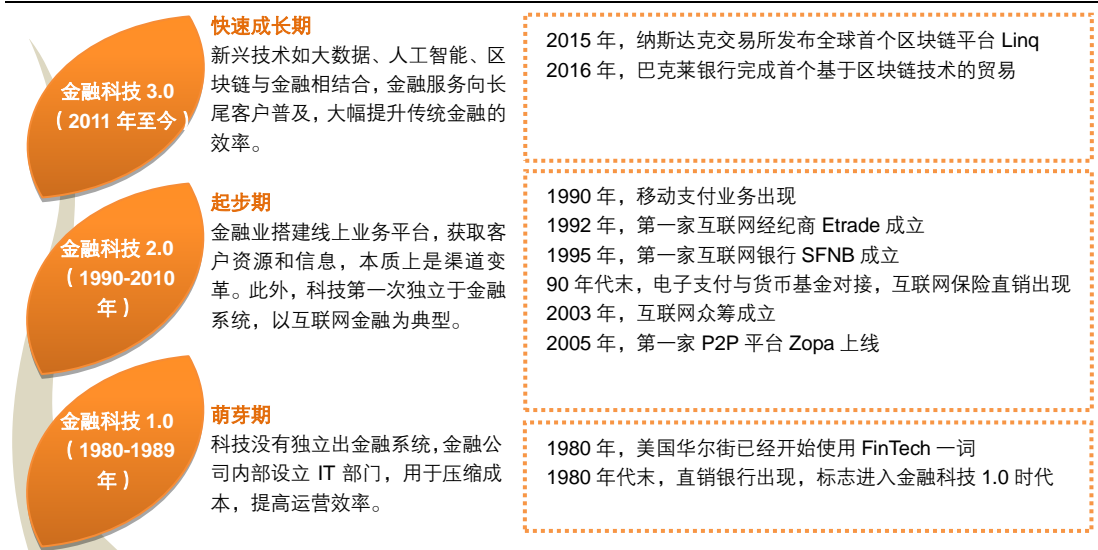 金融科技 3.0
（2011 年至今）
快速成长期
新兴技术如大数据、人工智能、区
块链与金融相结合，金融服务向长
尾客户普及，大幅提升传统金融的
效率。
2015 年，纳斯达克交易所发布全球首个区块链平台 Linq
2016 年，巴克莱银行完成首个基于区块链技术的贸易
金融科技 2.0
（1990-2010
年）
起步期
金融业搭建线上业务平台，获取客
户资源和信息，本质上是渠道变
革。此外，科技第一次独立于金融
系统，以互联网金融为典型。
1990 年，移动支付业务出现
1992 年，第一家互联网经纪商 Etrade 成立
1995 年，第一家互联网银行 SFNB 成立
90 年代末，电子支付与货币基金对接，互联网保险直销出现
2003 年，互联网众筹成立
2005 年，第一家 P2P 平台 Zopa 上线
金融科技 1.0
（1980-1989
年）
萌芽期
科技没有独立出金融系统，金融公
司内部设立 IT 部门，用于压缩成
本，提高运营效率。
1980 年，美国华尔街已经开始使用 FinTech 一词
1980 年代末，直销银行出现，标志进入金融科技 1.0 时代